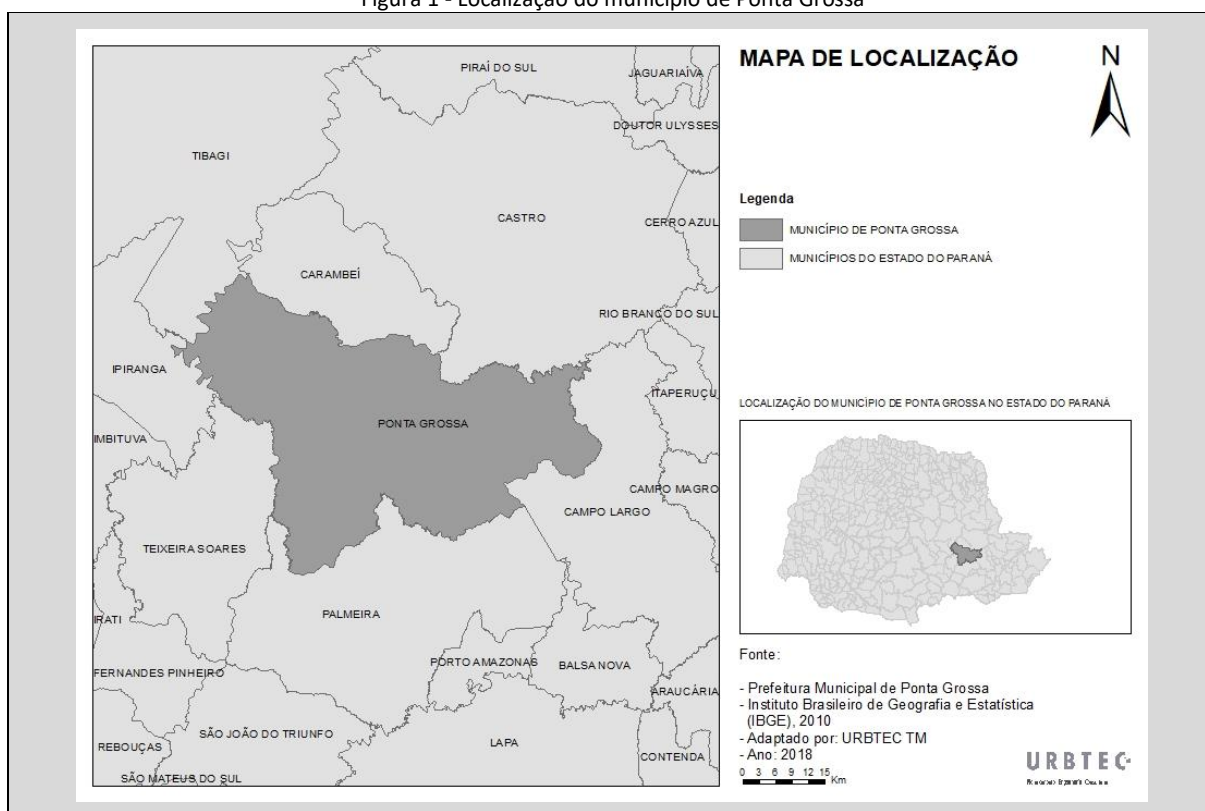 Figura 1 - Localização do município de Ponta Grossa
MAPA DE LOCALIZAÇÃO
N
PIRAÍ DO SUL
JAGUARIAÍVA
DOUTOR ULYSSES
TIBAGI
CASTRO
CERRO AZUL
CARAMBEÍ
RIO BRANCO DO SUL
IPIRANGA
ITAPERUÇU
PONTA GROSSA
IMBITUVA
CAMPO MAGRO
CAMPO LARGO
TEIXEIRA SOARES
PALMEIRA
IRATI
PORTO AMAZONAS
BALSA NOVA
FERNANDES PINHEIRO
ARAUCÁRIA
SÃO JOÃO DO TRIUNFO
LAPA
REBOUÇAS
CONTENDA
SÃO MATEUS DO SUL
Legenda
MUNICÍPIO DE PONTA GROSSA
MUNICÍPIOS DO ESTADO DO PARANÁ
LOCALIZAÇÃO DO MUNICÍPIO DE PONTA GROSSA NO ESTADO DO PARANÁ
Fonte:
- Prefeitura Municipal de Ponta Grossa
- Instituto Brasileiro de Geografia e Estatística
(IBGE), 2010
- Adaptado por: URBTEC TM
- Ano: 2018
0 3 6 9 12 15
Km
URBTEC